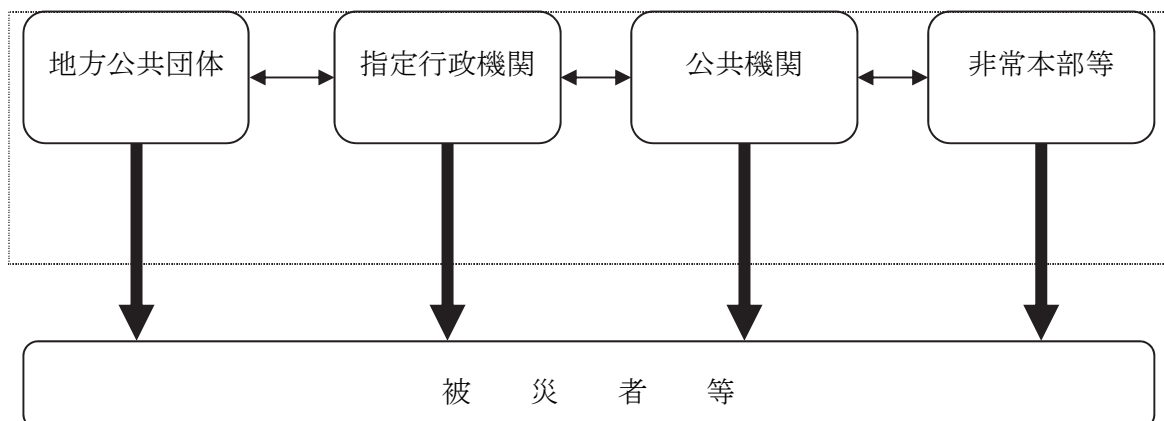 地方公共団体
指定行政機関
公共機関
非常本部等
被 災 者 等